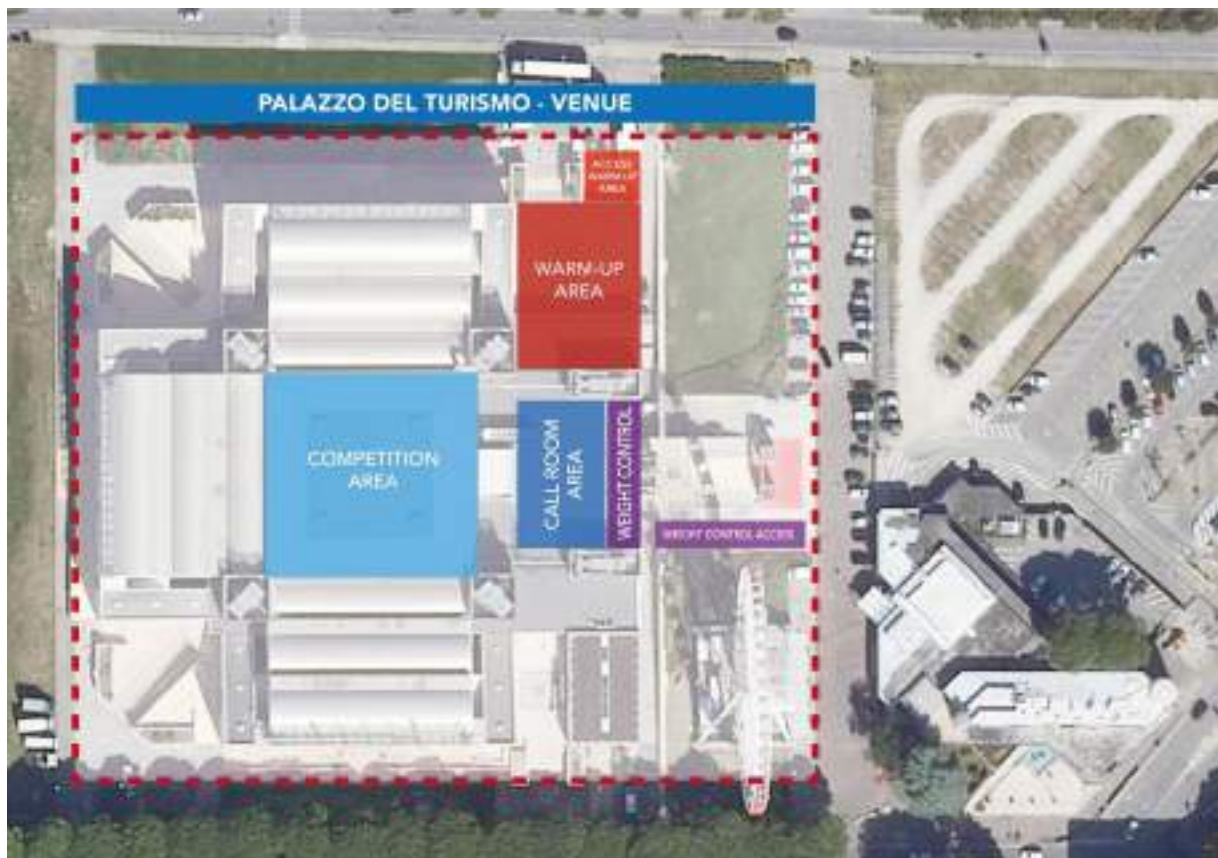 PALAZZO DEL TURISMO - VENUE
ACCESS
WARM-UP
AREA
WARM-UP
AREA
COMPETITION
AREA
CALL ROOM
AREA
WEIGHT CONTROL
WEIGHT CONTROL ACCESS